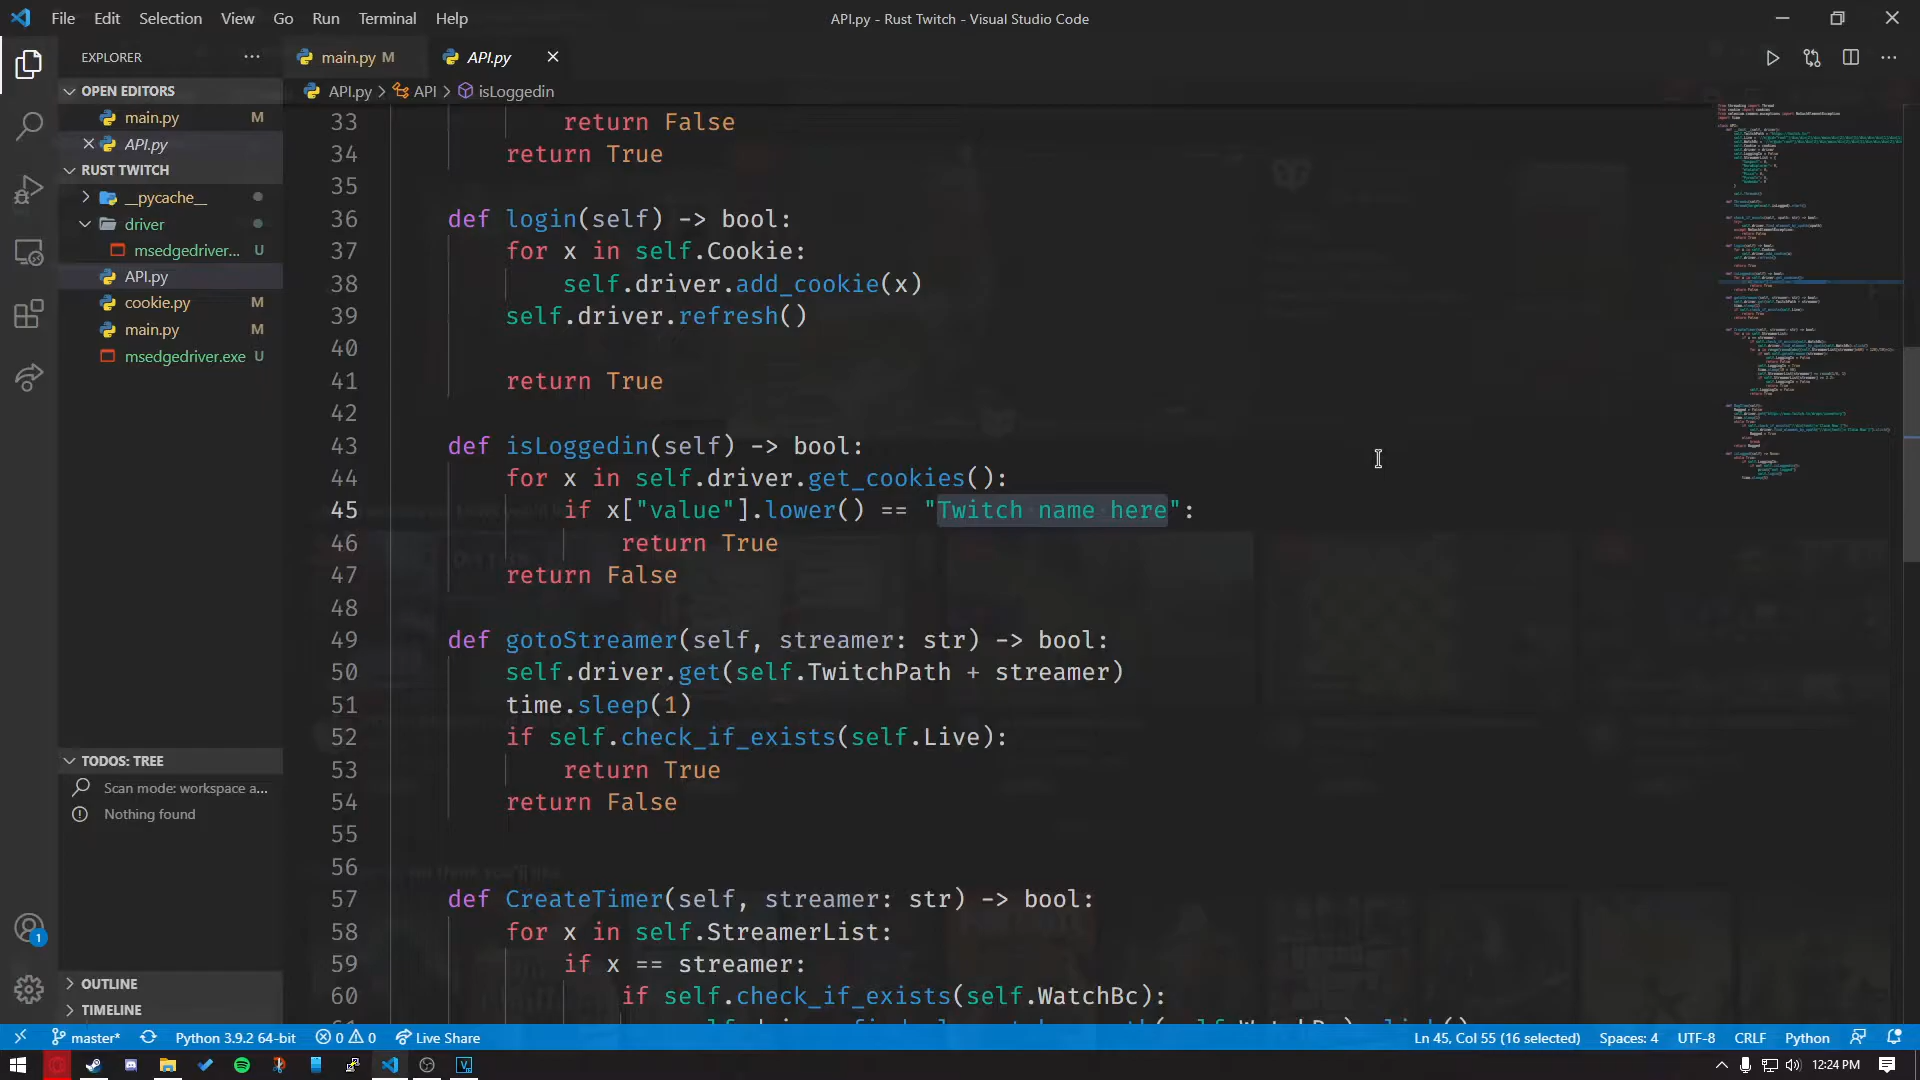 File Edit Selection View Go Run Terminal Help
API.py - Rust Twitch - Visual Studio Code
EXPLORER
main.py M
API.py
OPEN EDITORS
API.py > API > isLoggedin
main.py M
API.py
RUST TWITCH
__pycache__
driver
msedgedriver... U
API.py
cookie.py M
main.py M
msedgedriver.exe U
33 return False
34 return True
35
36 def login(self) -> bool:
37 for x in self.Cookie:
38 self.driver.add_cookie(x)
39 self.driver.refresh()
40
41 return True
42
43 def isLoggedin(self) -> bool:
44 for x in self.driver.get_cookies():
45 if x["value"].lower() == "Twitch name here":
46 return True
47 return False
48
49 def gotoStreamer(self, streamer: str) -> bool:
50 self.driver.get(self.TwitchPath + streamer)
51 time.sleep(1)
52 if self.check_if_exists(self.Live):
53 return True
54 return False
55
56
57 def CreateTimer(self, streamer: str) -> bool:
58 for x in self.StreamerList:
59 if x == streamer:
60 if self.check_if_exists(self.WatchBc):
TODOS: TREE
Scan mode: workspace a...
Nothing found
1
OUTLINE
TIMELINE
master* Python 3.9.2 64-bit 0 0 Live Share
Ln 45, Col 55 (16 selected) Spaces: 4 UTF-8 CRLF Python
12:24 PM